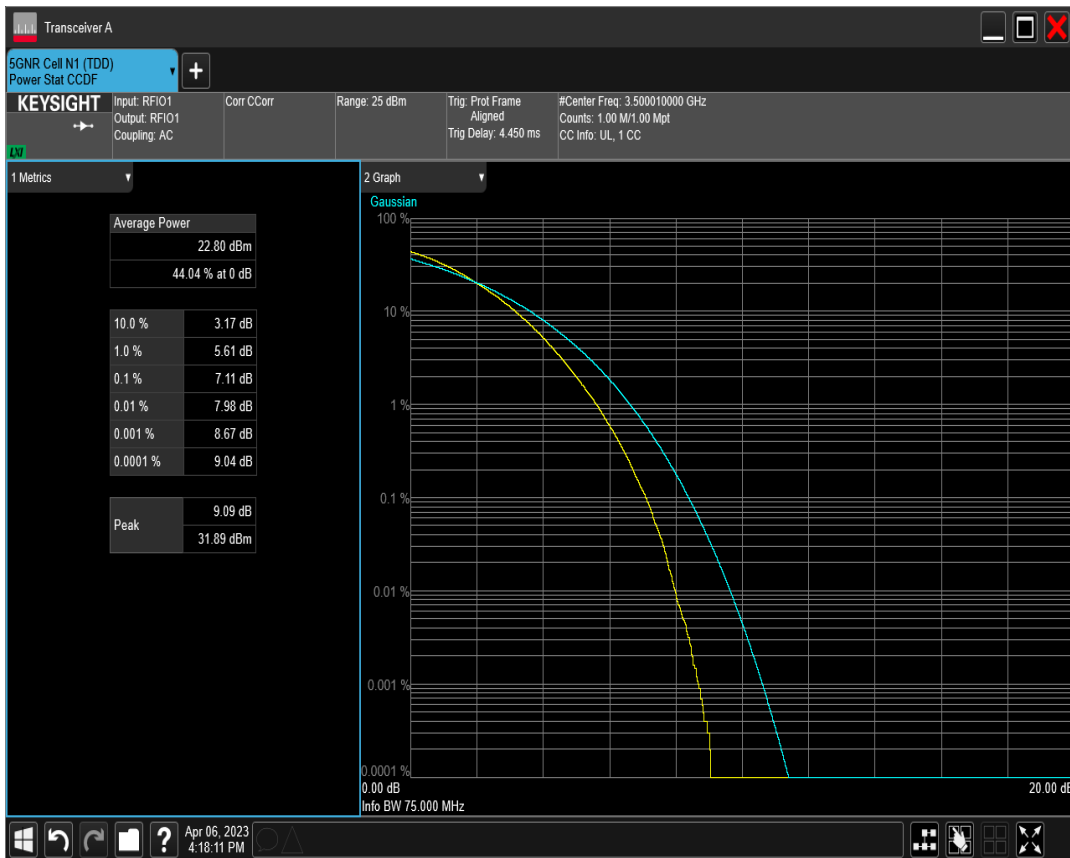 Transceiver A
5GNR Cell N1 (TDD)
Power Stat CCDF
+
KEYSIGHT
LXI
Input: RFIO1
Output: RFIO1
Coupling: AC
Corr CCorr
Range: 25 dBm
Trig: Prot Frame
Aligned
Trig Delay: 4.450 ms
#Center Freq: 3.500010000 GHz
Counts: 1.00 M/1.00 Mpt
CC Info: UL, 1 CC
1 Metrics
Average Power
22.80 dBm
44.04 % at 0 dB
10.0 % 3.17 dB
1.0 % 5.61 dB
0.1 % 7.11 dB
0.01 % 7.98 dB
0.001 % 8.67 dB
0.0001 % 9.04 dB
Peak
9.09 dB
31.89 dBm
2 Graph
Gaussian
100 %
10 %
1 %
0.1 %
0.01 %
0.001 %
0.0001 %
0.00 dB 20.00 dB
Info BW 75.000 MHz
?
Apr 06, 2023
4:18:11 PM